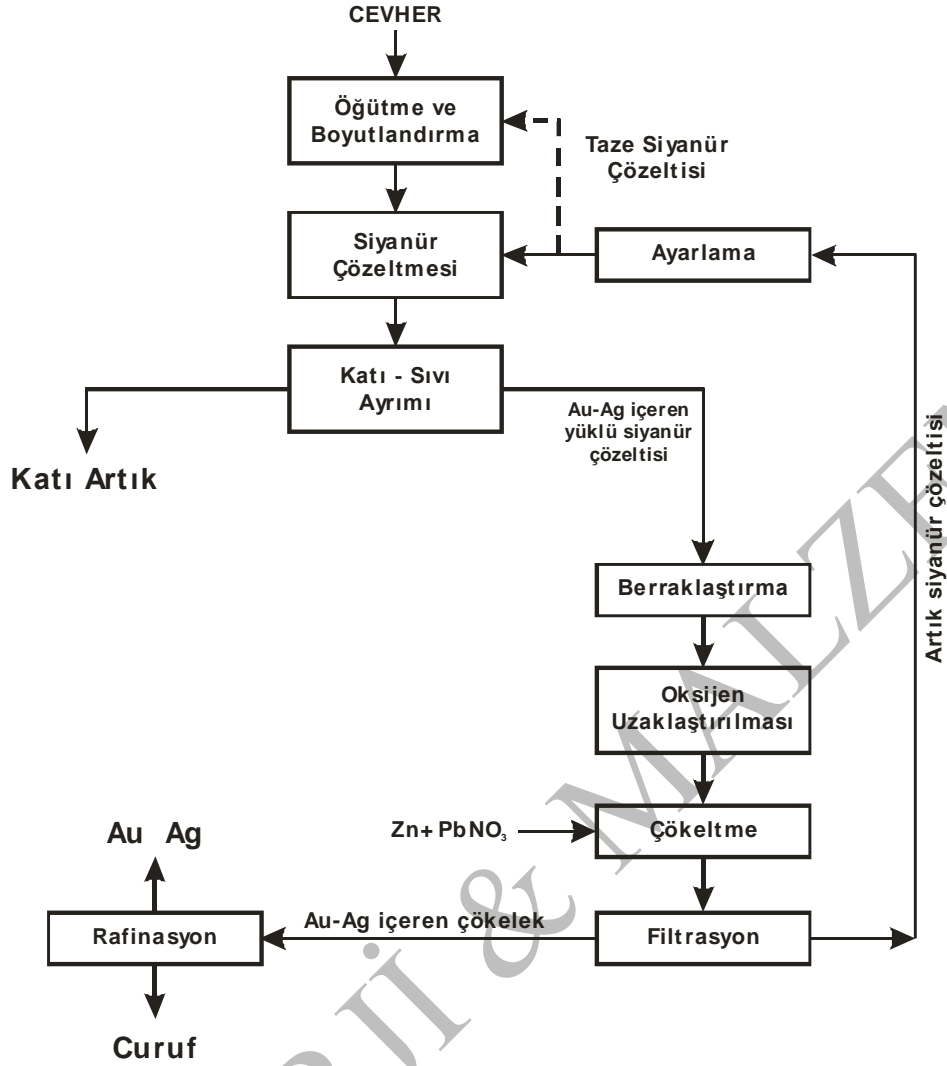 CEVHER
Öğütme ve
Boyutlandırma
Taze Siyanür
Çözeltisi
Siyanür
Çözeltmesi
Ayarlama
Katı - Sıvı
Ayrımı
Au-Ag içeren
yüklü siyanür
çözeltisi
Katı Artık
Artık siyanür çözeltisi
Berraklaştırma
Oksijen
Uzaklaştırılması
Zn+ PbNO₃
Çökeltme
Au Ag
Au-Ag içeren çökelek
Rafinasyon
Filtrasyon
Curuf
Jİ & MALZE